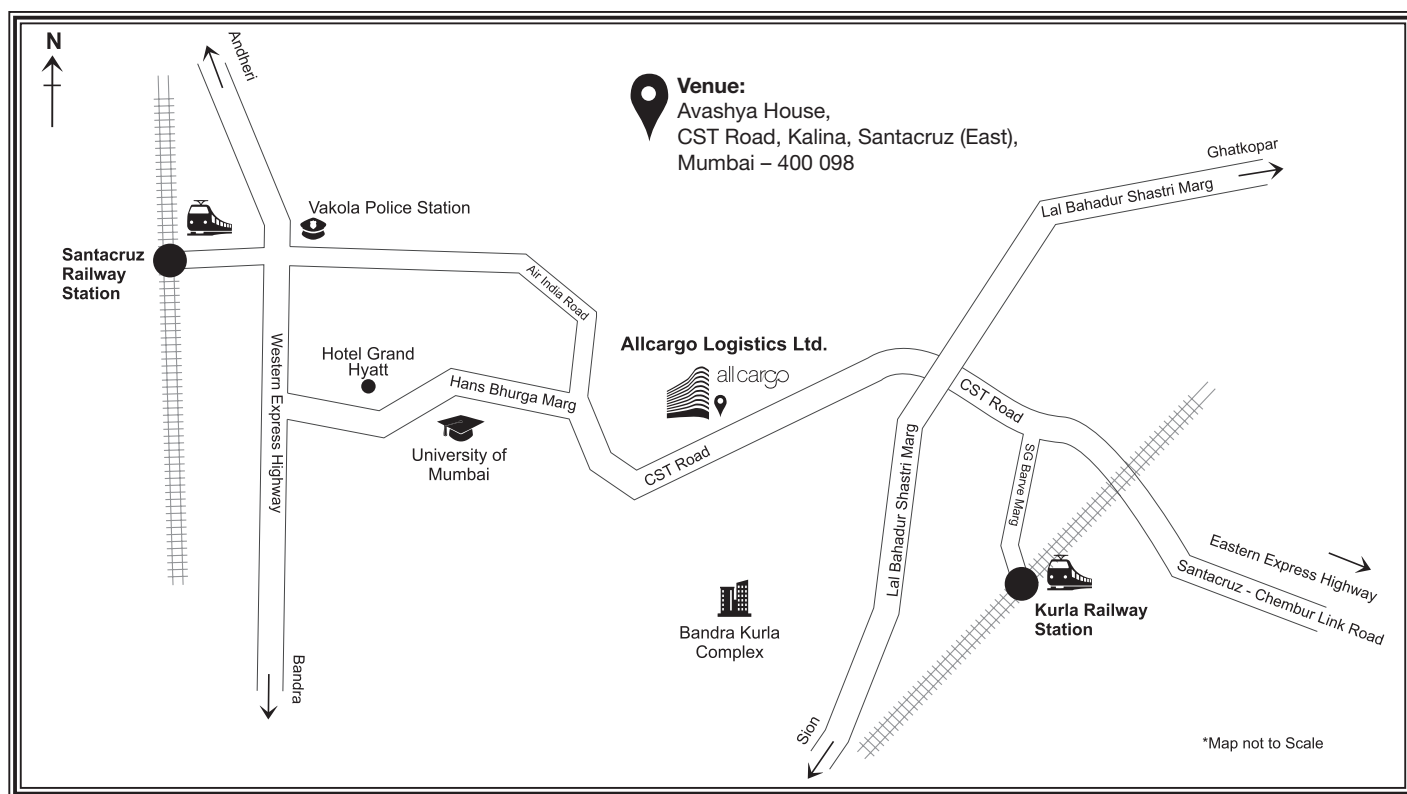 N
Andheri
Venue:
Avashya House,
CST Road, Kalina, Santacruz (East),
Mumbai – 400 098
Ghatkopar
Lal Bahadur Shastri Marg
Vakola Police Station
Santacruz
Railway
Station
Air India Road
Western Express Highway
Hotel Grand
Hyatt
Hans Bhurga Marg
Allcargo Logistics Ltd.
allcargo
CST Road
University of
Mumbai
CST Road
SG Barve Marg
Lal Bahadur Shastri Marg
Eastern Express Highway
Santacruz - Chembur Link Road
Kurla Railway
Station
Bandra Kurla
Complex
Bandra
Sion
*Map not to Scale